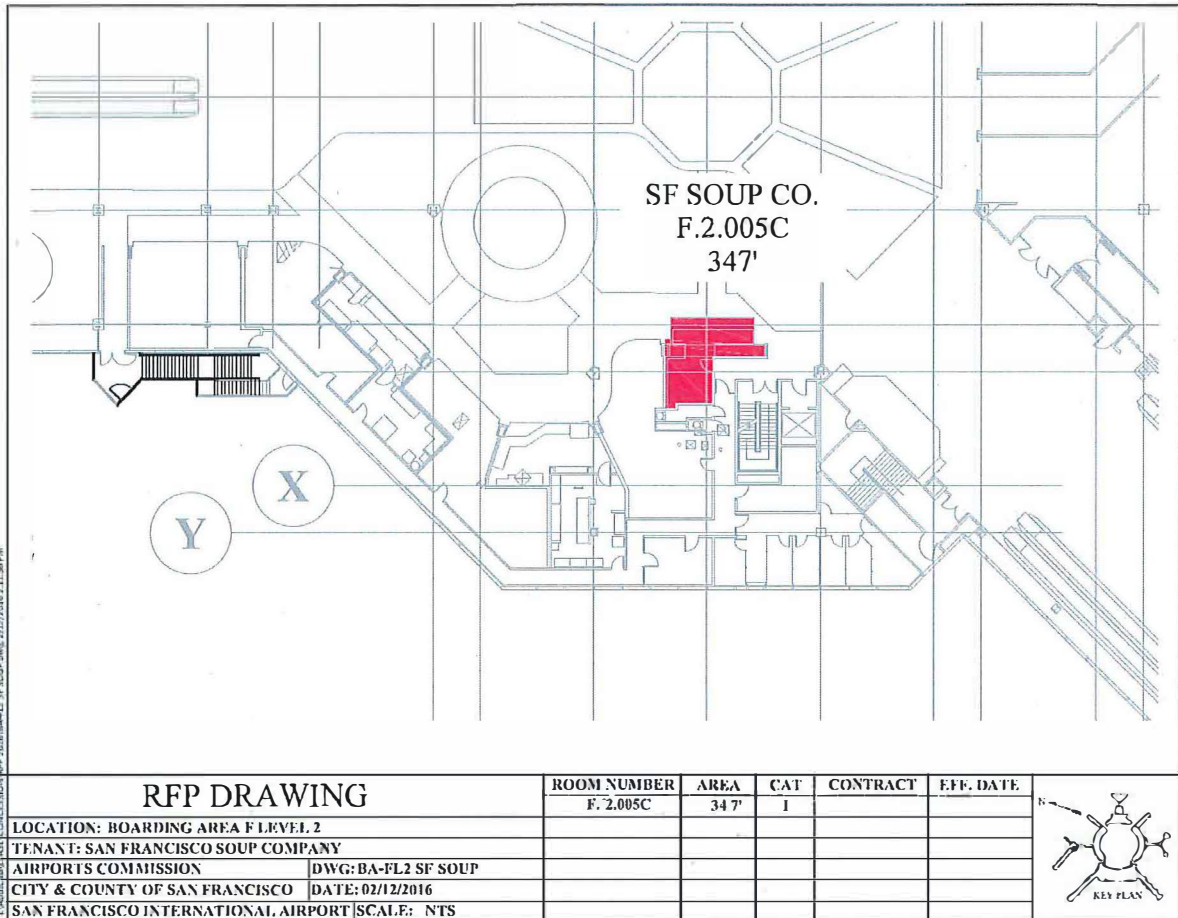 SF SOUP CO.
F.2.005C
347'
X
Y
RFP DRAWING
ROOM NUMBER AREA CAT CONTRACT EFF. DATE
F. 2.005C 347' I
LOCATION: BOARDING AREA F LEVEL 2
TENANT: SAN FRANCISCO SOUP COMPANY
AIRPORTS COMMISSION DWG: BA-FL2 SF SOUP
CITY & COUNTY OF SAN FRANCISCO DATE: 02/12/2016
SAN FRANCISCO INTERNATIONAL AIRPORT SCALE: NTS
N
KEY PLAN